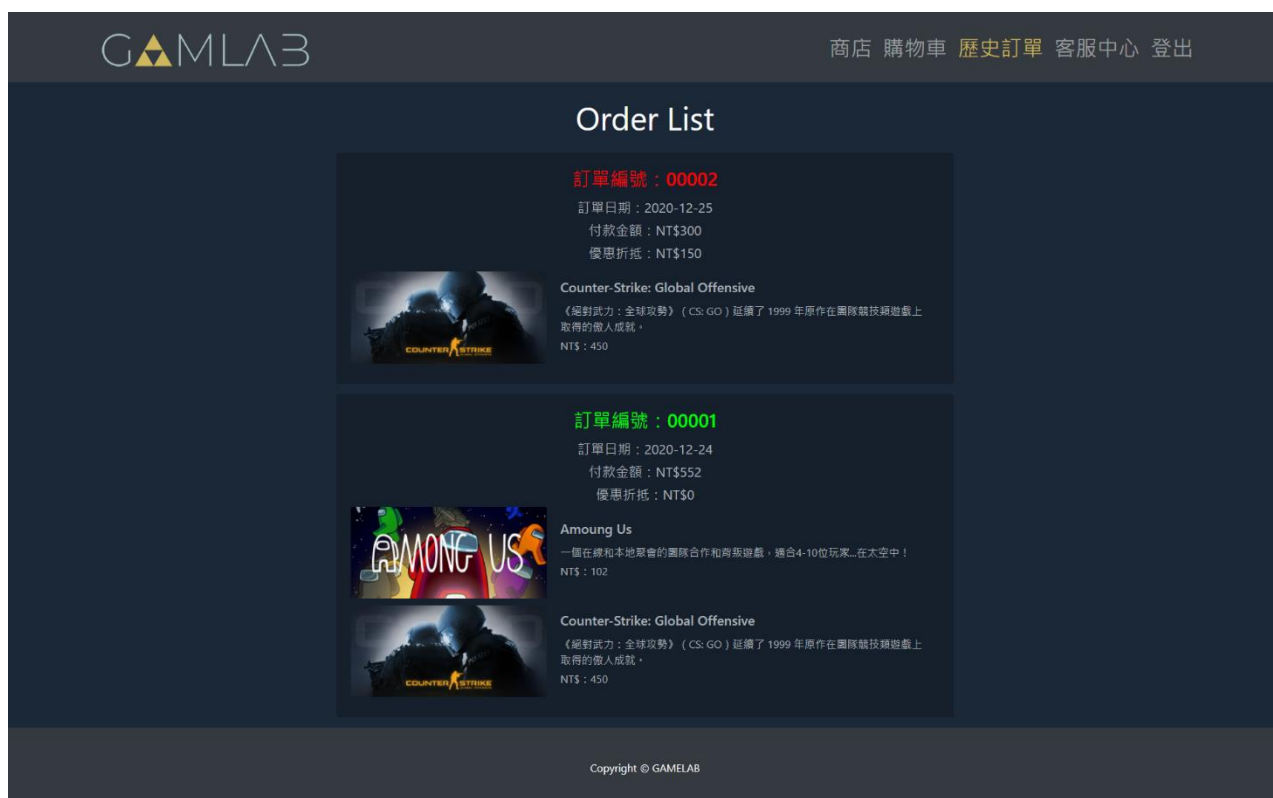 GAMLAB
商店 購物車 歷史訂單 客服中心 登出
Order List
訂單編號：00002
訂單日期：2020-12-25
付款金額：NT$300
優惠折抵：NT$150
COUNTER STRIKE
Counter-Strike: Global Offensive
《絕對武力：全球攻勢》（CS: GO）延續了 1999 年原作在團隊競技類遊戲上
取得的傲人成就。
NT$：450
訂單編號：00001
訂單日期：2020-12-24
付款金額：NT$552
優惠折抵：NT$0
AMONG US
Amoung Us
一個在線和本地聚會的團隊合作和背叛遊戲，適合4-10位玩家...在太空中！
NT$：102
COUNTER STRIKE
Counter-Strike: Global Offensive
《絕對武力：全球攻勢》（CS: GO）延續了 1999 年原作在團隊競技類遊戲上
取得的傲人成就。
NT$：450
Copyright © GAMELAB